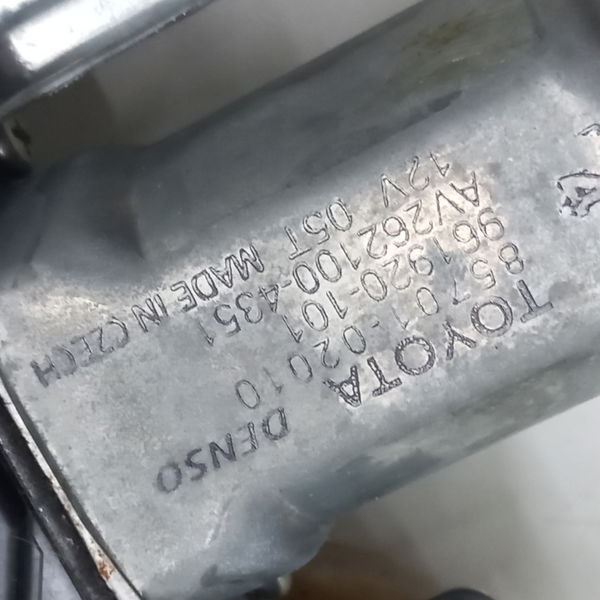 TOYOTA DENSO
85701-02010
961920-101
AV262100-4351
12V 05T MADE IN CZECH